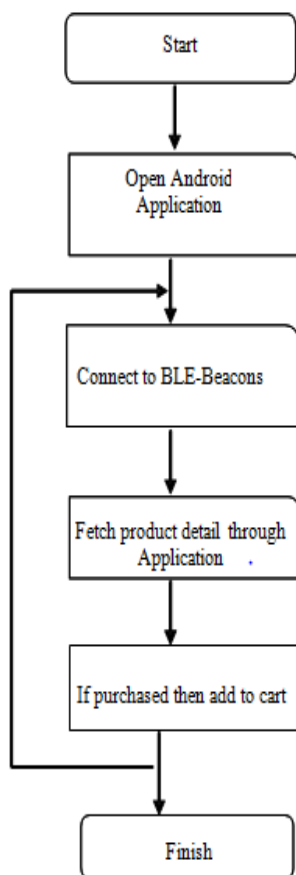 Start
Open Android
Application
Connect to BLE-Beacons
Fetch product detail through
Application .
If purchased then add to cart
Finish